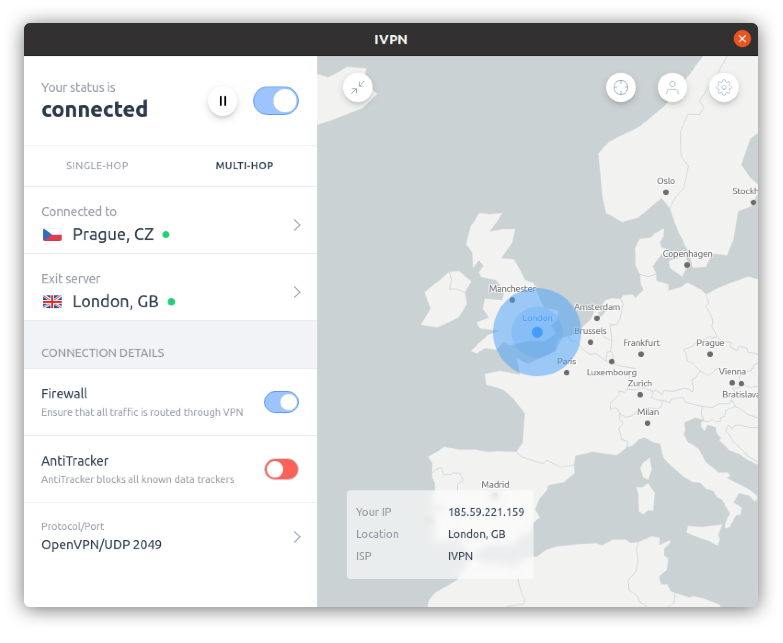 IVPN
Your status is
connected
SINGLE-HOP
MULTI-HOP
Connected to
Prague, CZ
Exit server
London, GB
CONNECTION DETAILS
Firewall
Ensure that all traffic is routed through VPN
AntiTracker
AntiTracker blocks all known data trackers
Protocol/Port
OpenVPN/UDP 2049
Oslo
Stockh
Copenhagen
Manchester
Amsterdam
London
Brussels
Frankfurt
Prague
Paris
Luxembourg
Vienna
Zurich
Bratislava
Milan
Madrid
Your IP 185.59.221.159
Location London, GB
ISP IVPN